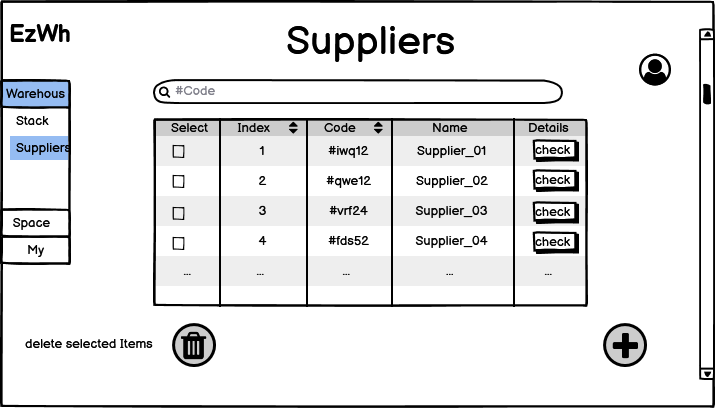 EzWh
Suppliers
Warehous
Stack
Suppliers
Space
My
#Code
Select Index Code Name Details
1 #iwq12 Supplier_01 check
2 #qwe12 Supplier_02 check
3 #vrf24 Supplier_03 check
4 #fds52 Supplier_04 check
... ... ... ... ...
delete selected Items